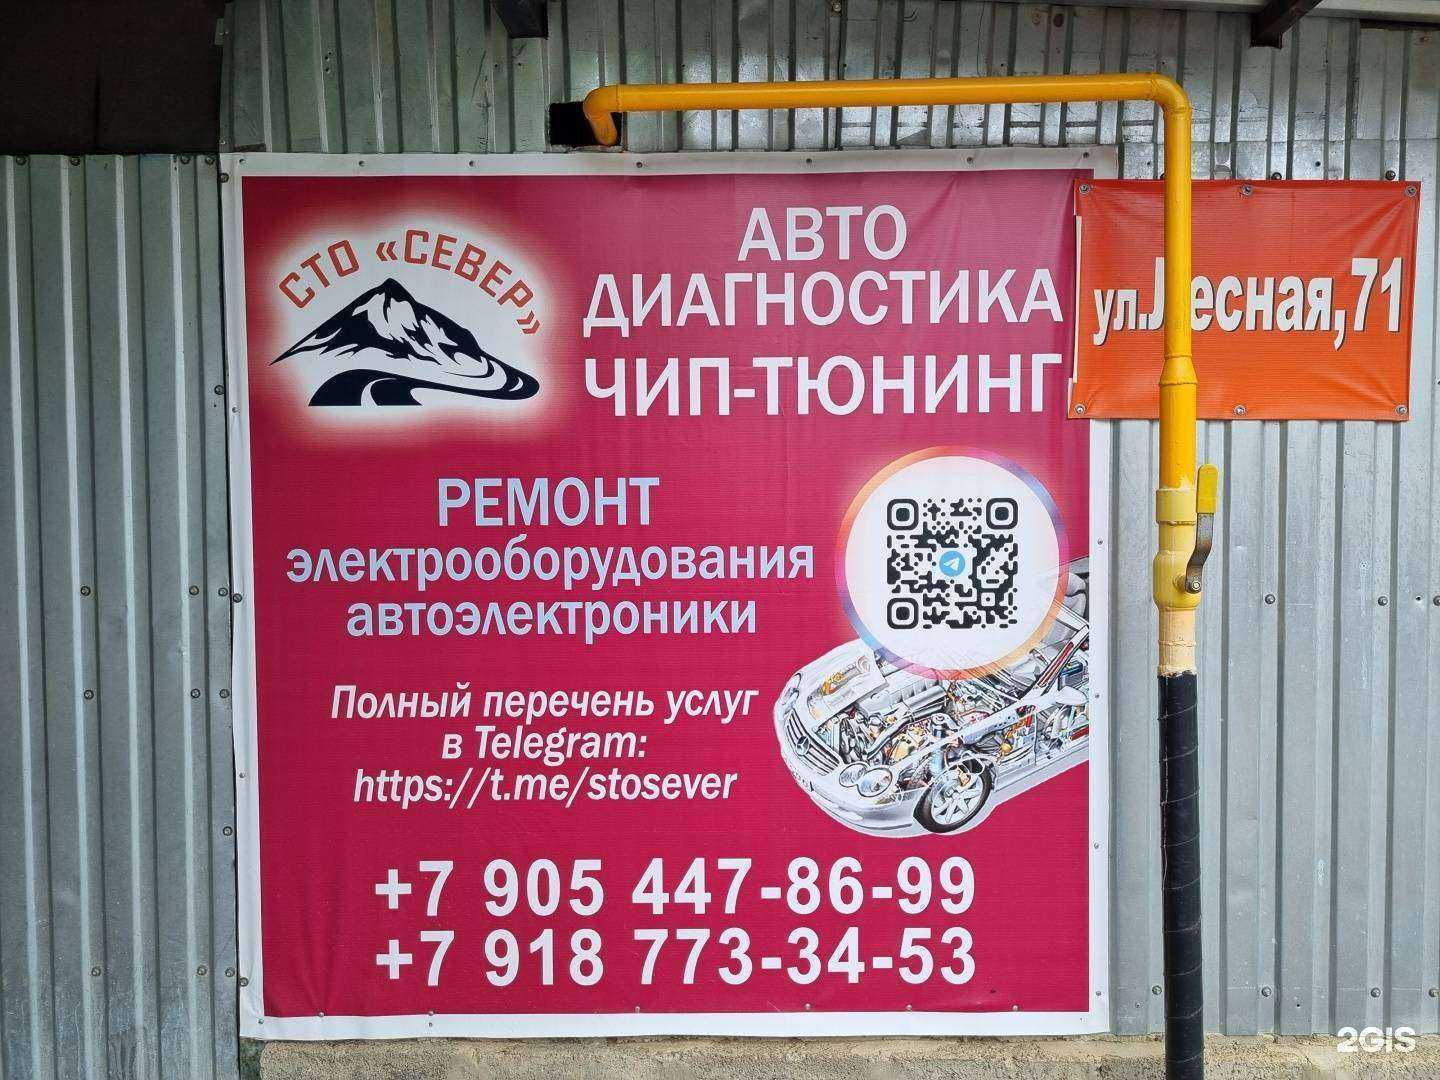 СТО «СЕВЕР»
АВТО
ДИАГНОСТИКА
ЧИП-ТЮНИНГ
РЕМОНТ
электрооборудования
автоэлектроники
Полный перечень услуг
в Telegram:
https://t.me/stosever
+7 905 447-86-99
+7 918 773-34-53
ул.Лесная,71
2GIS